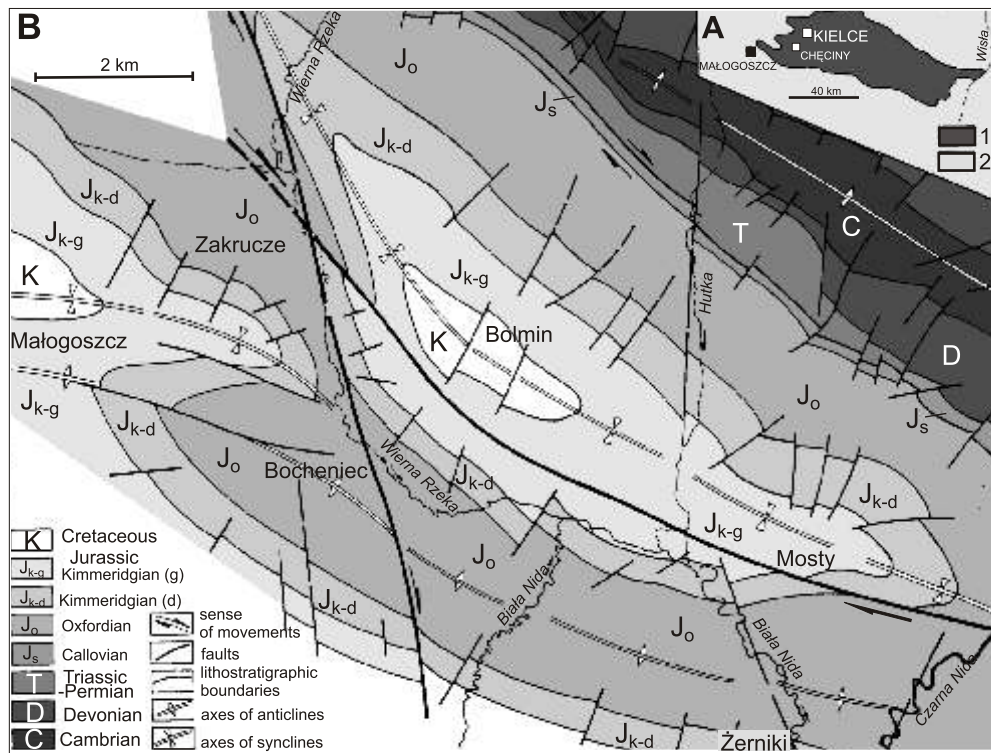 B
2 km
A
KIELCE
CHĘCINY
MAŁOGOSZCZ
Wisła
40 km
1
2
Wierna Rzeka
Jo
Js
Jk-d
Jk-d
Jo
Zakrucze
T
C
Jk-g
K
Jk-g
Hutka
K
Bolmin
Małogoszcz
D
Jk-g
Jk-d
Jo
Js
Jo
Bocheniec
Wierna Rzeka
Jk-d
Jk-d
Jk-g
Mosty
Jo
Biała Nida
Jo
Biała Nida
Czarna Nida
Jk-d
Jk-d
Żerniki
K Cretaceous
Jurassic
Jk-g Kimmeridgian (g)
Jk-d Kimmeridgian (d)
Jo Oxfordian
Js Callovian
T Triassic
-Permian
D Devonian
C Cambrian
sense
of movements
faults
lithostratigraphic
boundaries
axes of anticlines
axes of synclines